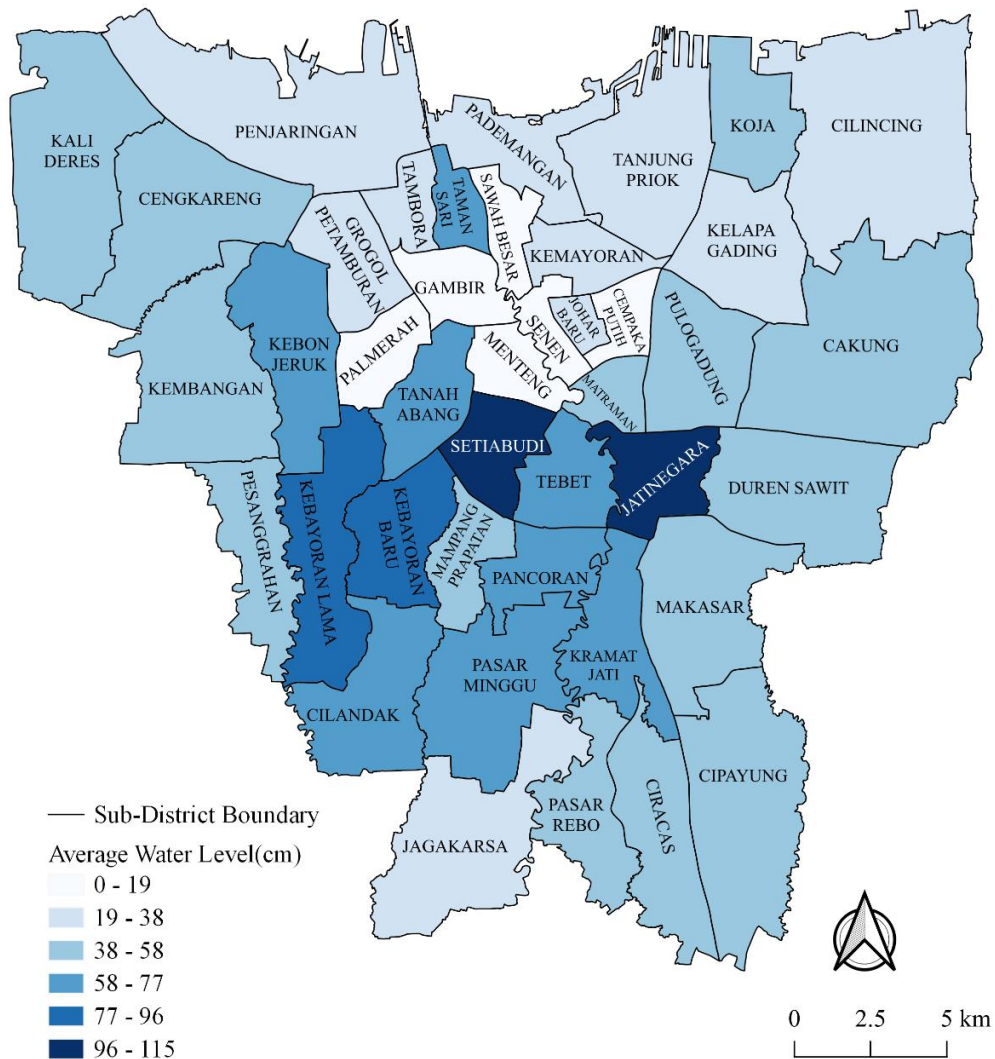 PENJARINGAN
KALI
DERES
CENGKARENG
TAMBORA
TAMAN
SARI
SAWAH BESAR
PADEMANGAN
TANJUNG
PRIOK
KOJA
CILINCING
GROGOL
PETAMBURAN
GAMBIR
KEMAYORAN
KELAPA
GADING
KEMBANGAN
KEBON
JERUK
PALMERAH
TANAH
ABANG
MENTENG
SENEN
JOHAR
BARU
CEMPAKA
PUTIH
MATRAMAN
PULOGADUNG
CAKUNG
SETIABUDI
TEBET
JATINEGARA
DUREN SAWIT
PESANGGRAHAN
KEBAYORAN LAMA
KEBAYORAN
BARU
MAMPANG
PRAPATAN
PANCORAN
MAKASAR
CILANDAK
PASAR
MINGGU
KRAMAT
JATI
CIPAYUNG
JAGAKARSA
PASAR
REBO
CIRACAS
Sub-District Boundary
Average Water Level(cm)
0 - 19
19 - 38
38 - 58
58 - 77
77 - 96
96 - 115
0 2.5 5 km